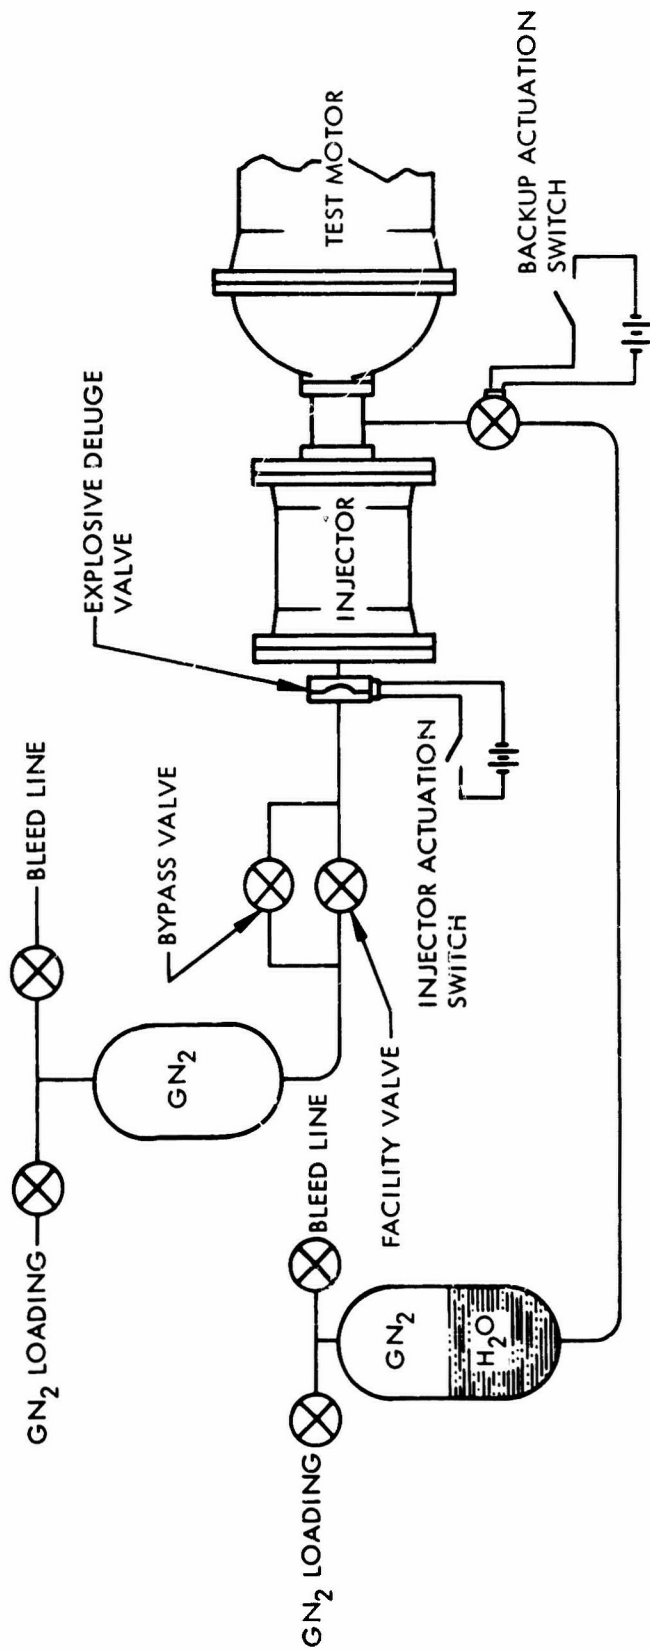 GN2 LOADING
BLEED LINE
GN2
EXPLOSIVE DELUGE
VALVE
BYPASS VALVE
GN2 LOADING
BLEED LINE
FACILITY VALVE
INJECTOR
TEST MOTOR
INJECTOR ACTUATION
SWITCH
GN2
H2O
BACKUP ACTUATION
SWITCH